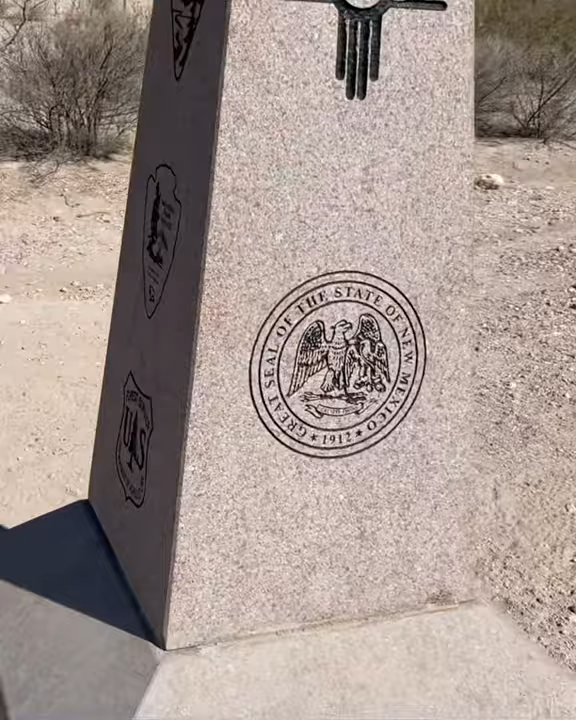 GREAT SEAL OF THE STATE OF NEW MEXICO
★ 1912 ★
US